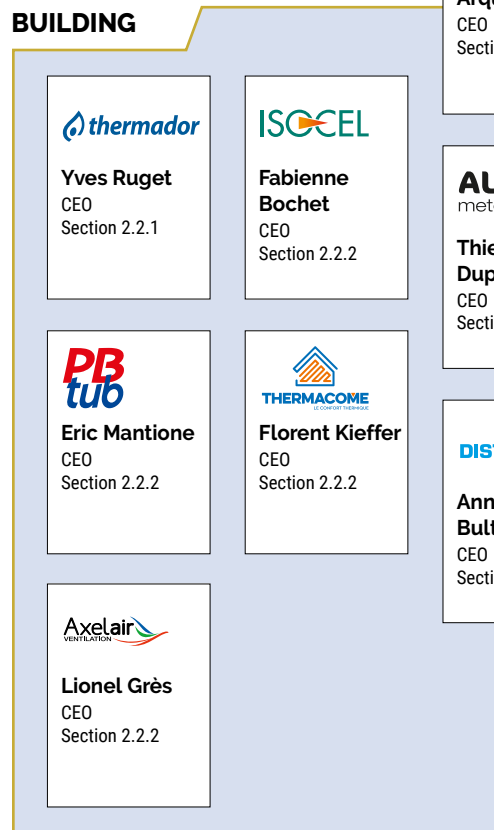 BUILDING
thermador
Yves Ruget
CEO
Section 2.2.1
ISOCEL
Fabienne
Bochet
CEO
Section 2.2.2
PB
tub
Eric Mantione
CEO
Section 2.2.2
THERMACOME
LE CONFORT THERMIQUE
Florent Kieffer
CEO
Section 2.2.2
Axelair
VENTILATION
Lionel Grès
CEO
Section 2.2.2
CEO
CEO
CEO